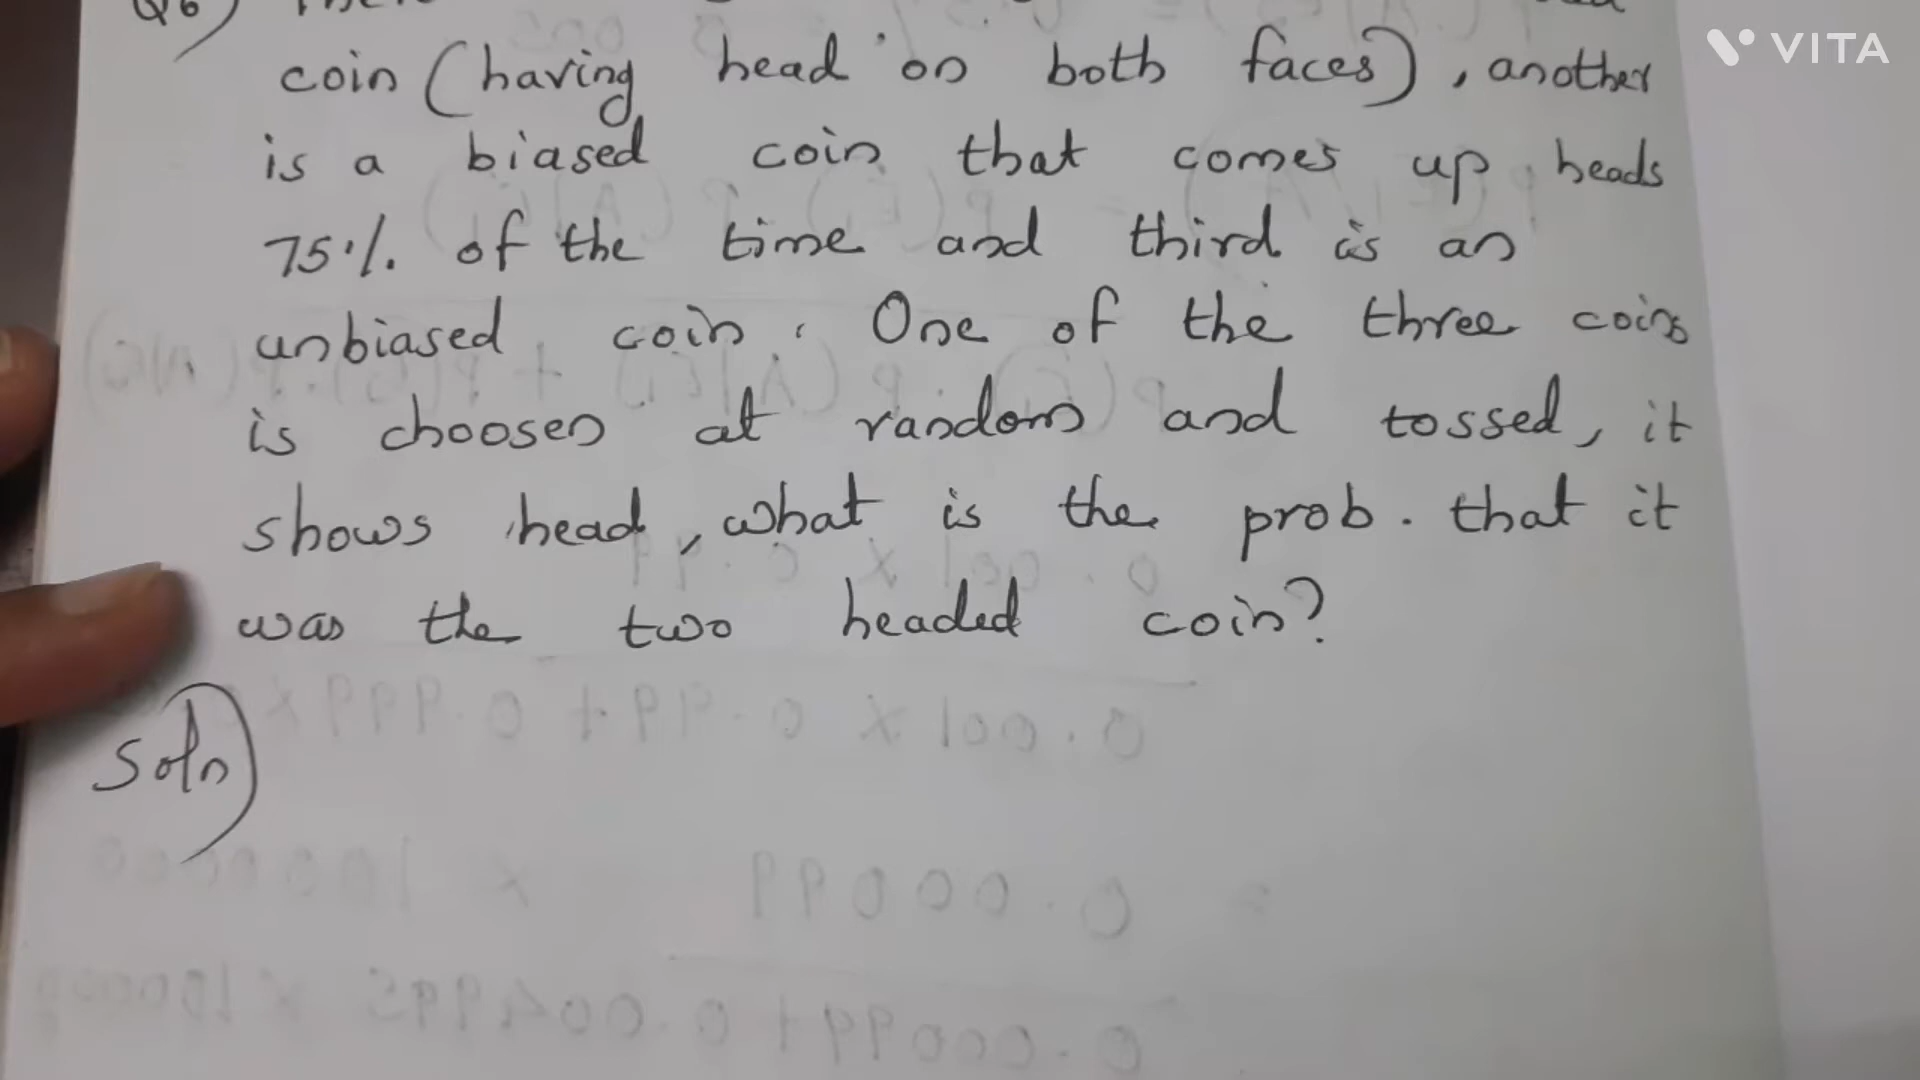 Q6)
coin (having head on both faces), another
is a biased coin that comes up heads
75%. of the time and third is an
unbiased coin. One of the three coins
is choosen at random and tossed, it
shows head, what is the prob. that it
was the two headed coin?
Soln)
VITA